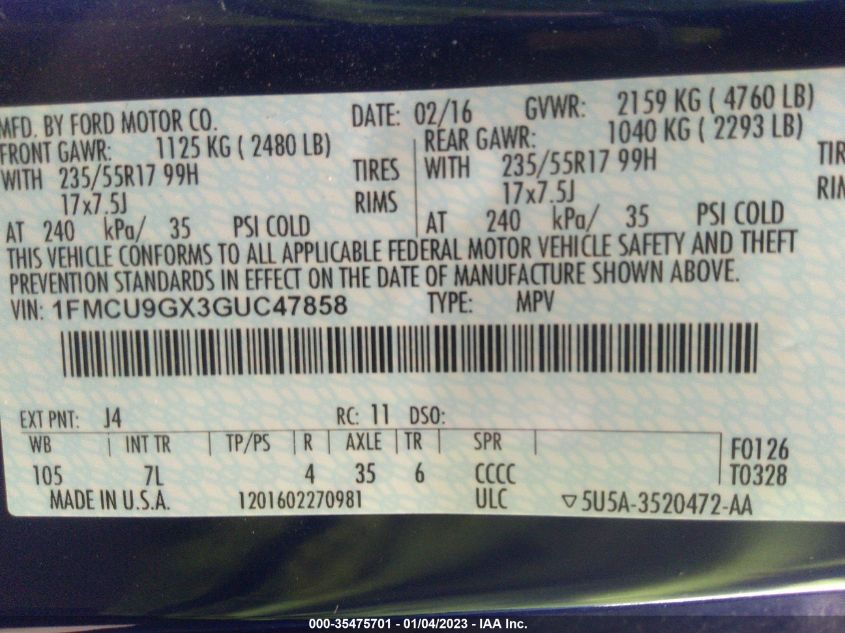 MFD. BY FORD MOTOR CO. DATE: 02/16 GVWR: 2159 KG ( 4760 LB)
FRONT GAWR: 1125 KG ( 2480 LB) REAR GAWR: 1040 KG ( 2293 LB)
WITH 235/55R17 99H TIRES WITH 235/55R17 99H TIR
17x7.5J RIMS 17x7.5J RIM
AT 240 kPa/ 35 PSI COLD AT 240 kPa/ 35 PSI COLD
THIS VEHICLE CONFORMS TO ALL APPLICABLE FEDERAL MOTOR VEHICLE SAFETY AND THEFT
PREVENTION STANDARDS IN EFFECT ON THE DATE OF MANUFACTURE SHOWN ABOVE.
VIN: 1FMCU9GX3GUC47858 TYPE: MPV
EXT PNT: J4 RC: 11 DSO:
WB INT TR TP/PS R AXLE TR SPR F0126
105 7L 4 35 6 CCCC T0328
MADE IN U.S.A. 1201602270981 ULC ▽5U5A-3520472-AA
000-35475701 - 01/04/2023 - IAA Inc.